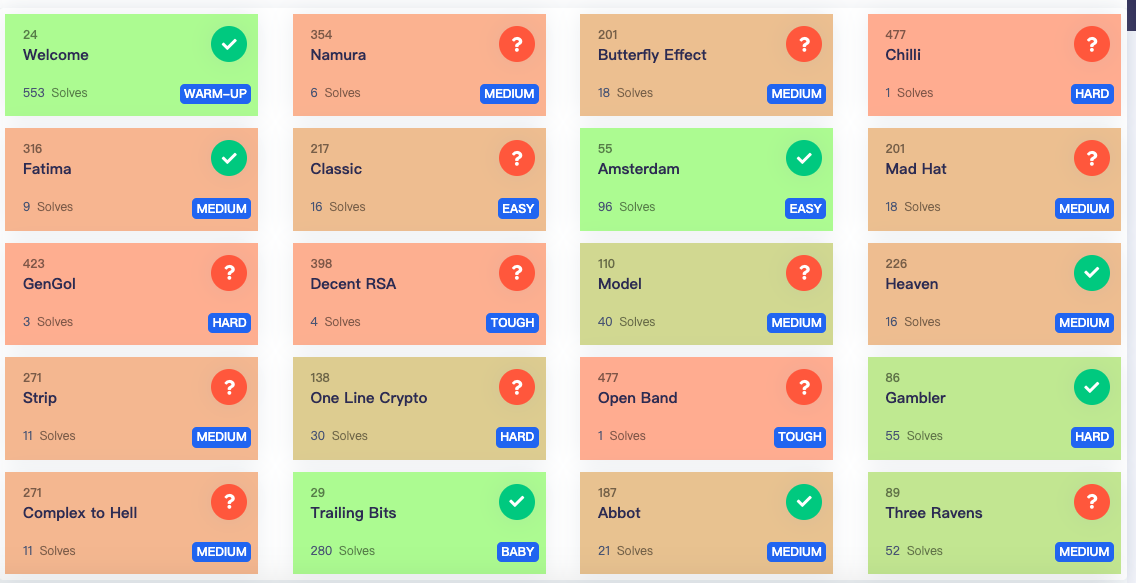 24
Welcome
553 Solves
WARM-UP
354
Namura
6 Solves
MEDIUM
201
Butterfly Effect
18 Solves
MEDIUM
477
Chilli
1 Solves
HARD
316
Fatima
9 Solves
MEDIUM
217
Classic
16 Solves
EASY
55
Amsterdam
96 Solves
EASY
201
Mad Hat
18 Solves
MEDIUM
423
GenGol
3 Solves
HARD
398
Decent RSA
4 Solves
TOUGH
110
Model
40 Solves
MEDIUM
226
Heaven
16 Solves
MEDIUM
271
Strip
11 Solves
MEDIUM
138
One Line Crypto
30 Solves
HARD
477
Open Band
1 Solves
TOUGH
86
Gambler
55 Solves
HARD
271
Complex to Hell
11 Solves
MEDIUM
29
Trailing Bits
280 Solves
BABY
187
Abbot
21 Solves
MEDIUM
89
Three Ravens
52 Solves
MEDIUM